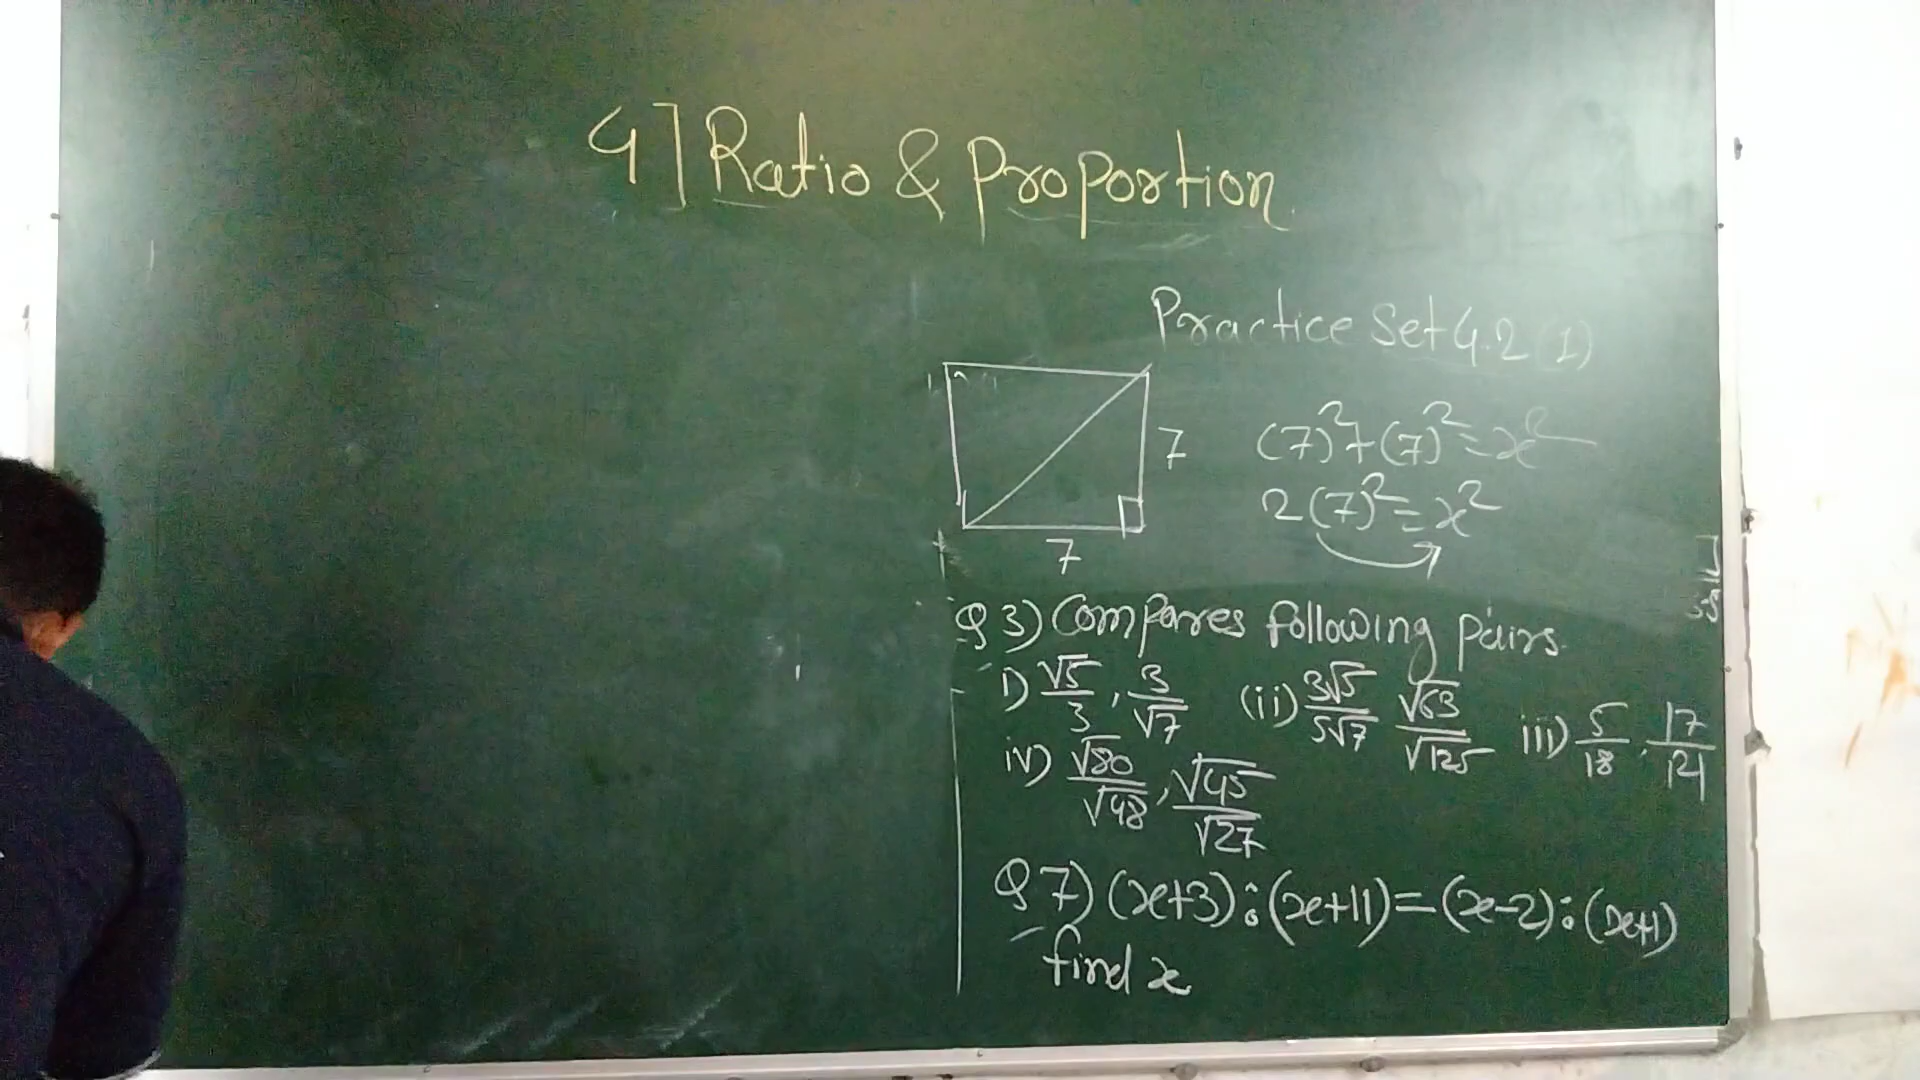 4] Ratio & Proportion
Practice Set 4.2 (1)
7
(7)²+(7)²=x²
2(7)²=x²
7
Q 3) Compares following pairs.
i) √5/3, 3/√7 (ii) 3√5/5√7 √63/√125 iii) 5/18, 17/121
iv) √80/√48, √45/√27
Q 7) (x+3):(x+11)=(x-2):(x+1)
find x